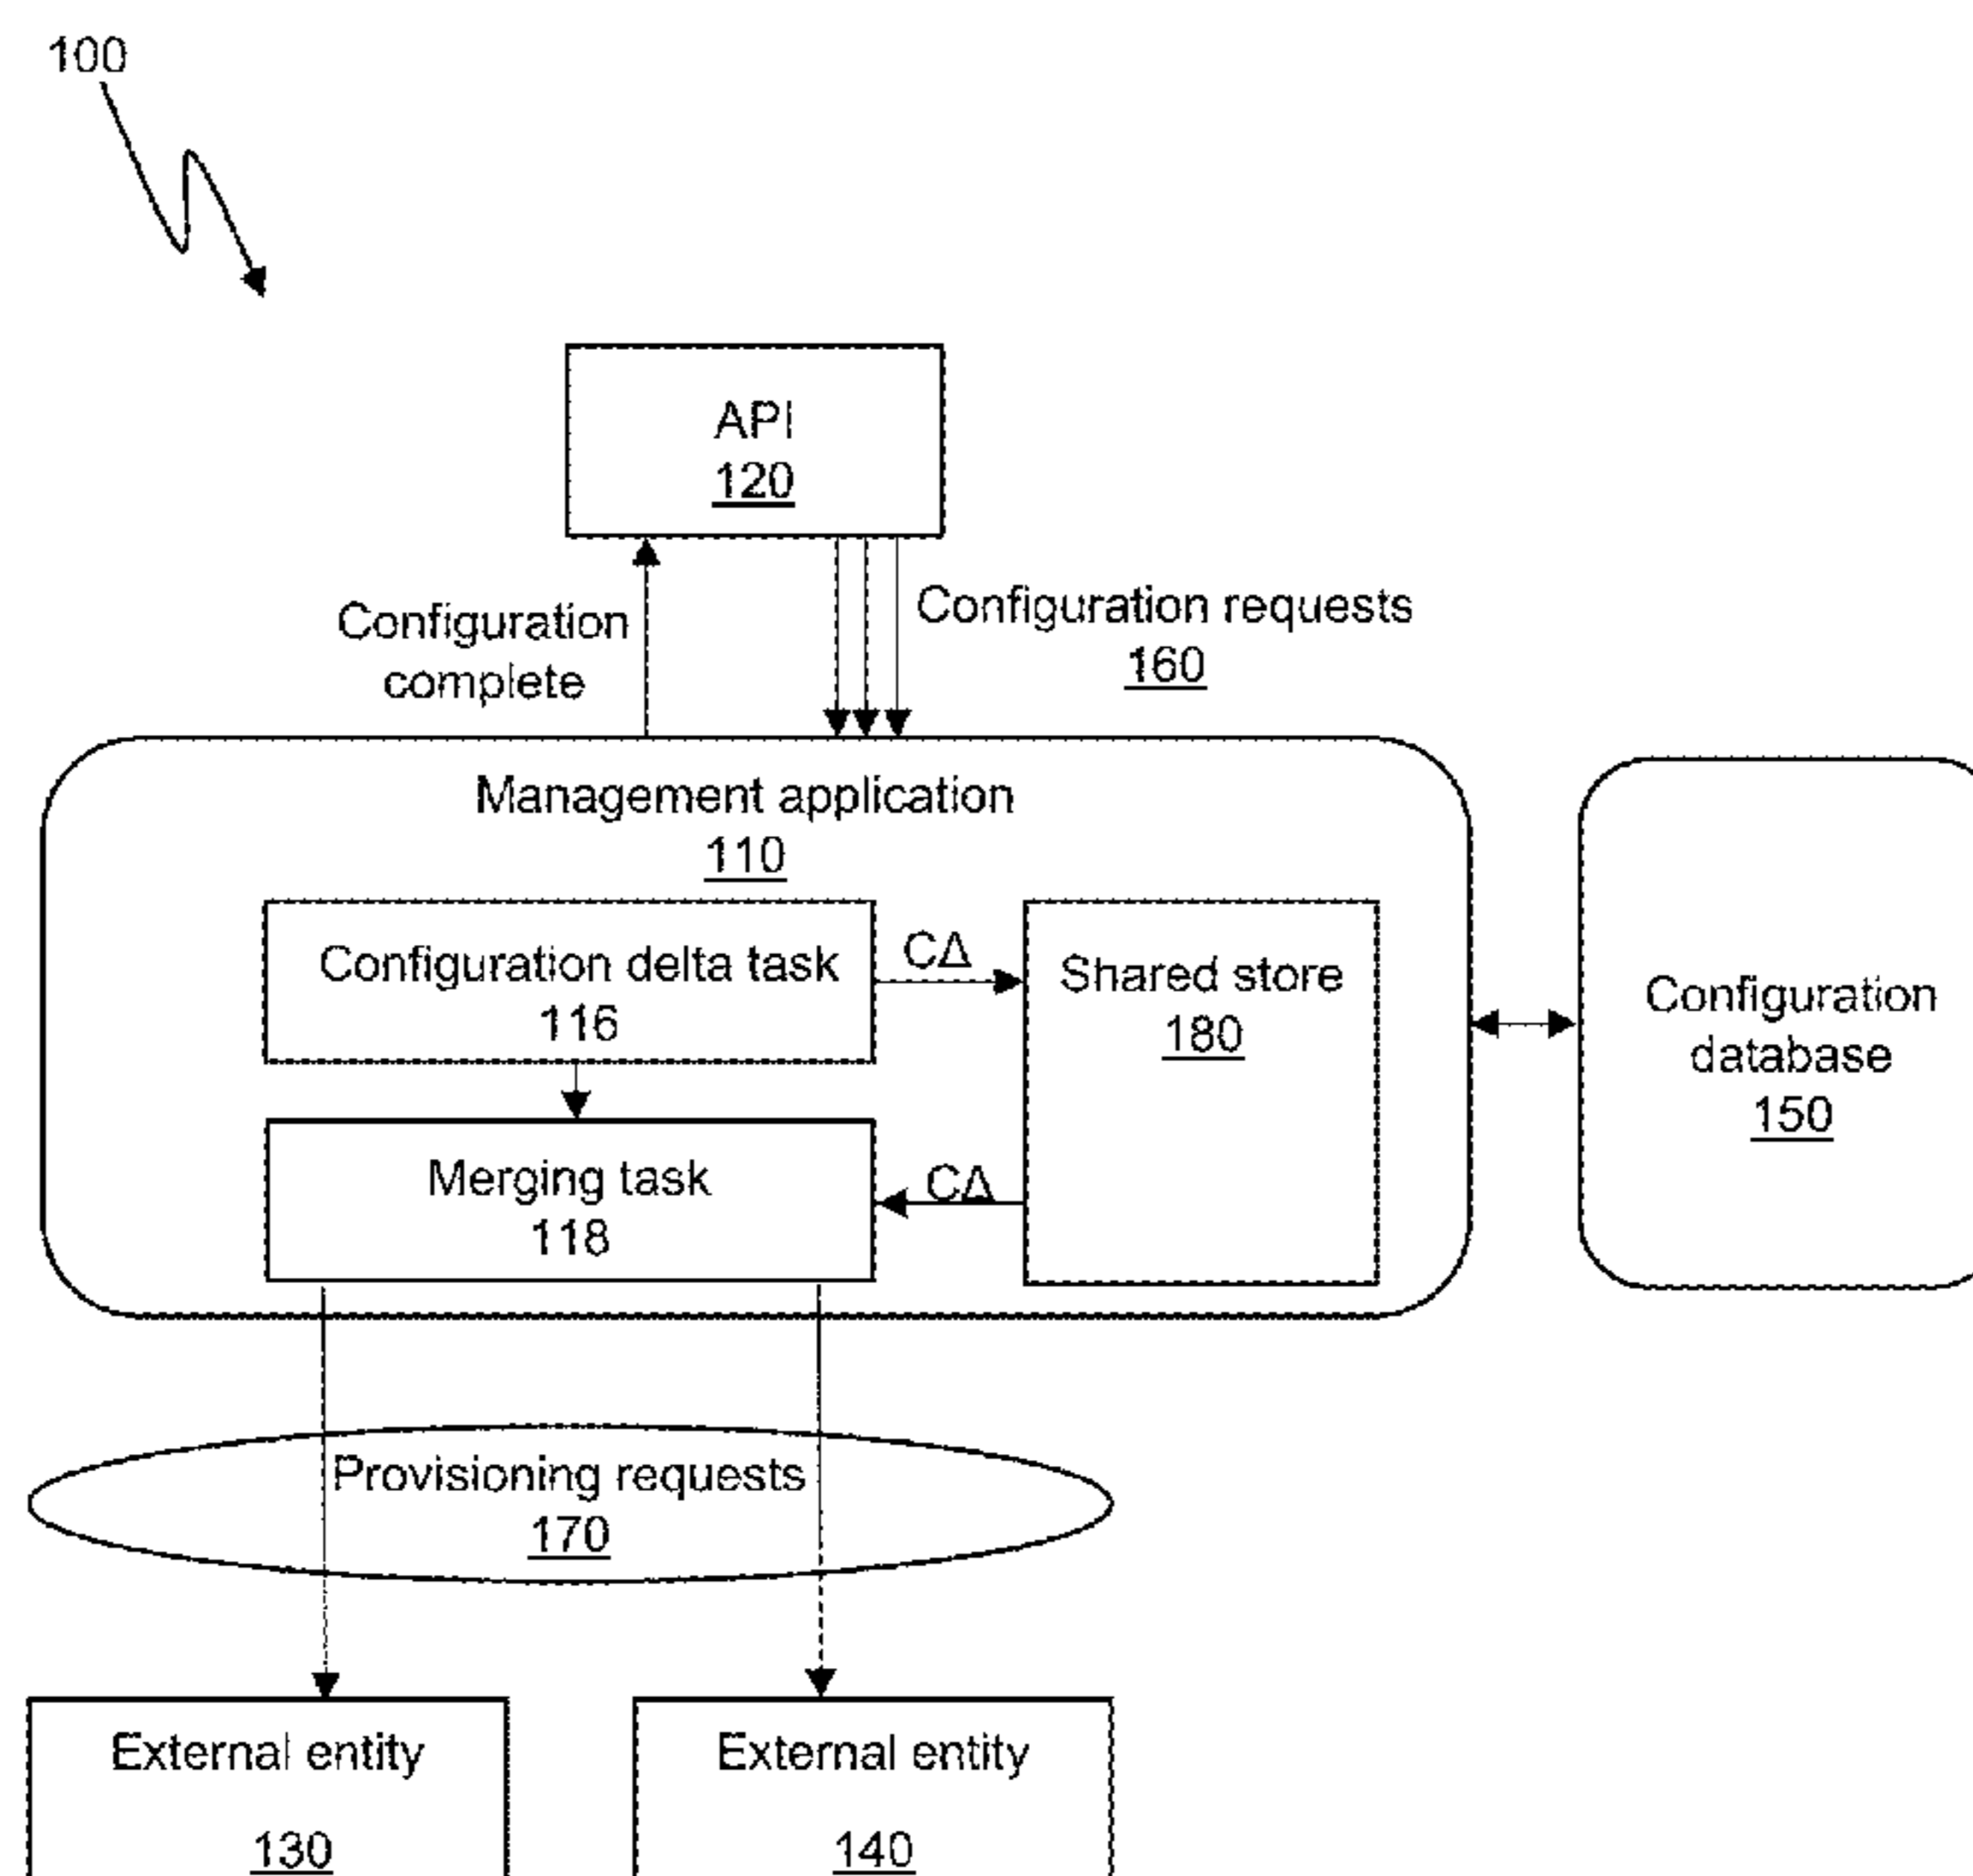 100
API
120
Configuration
complete
Configuration requests
160
Management application
110
Configuration delta task
116
CΔ
Shared store
180
Configuration
database
150
Merging task
118
CΔ
Provisioning requests
170
External entity
130
External entity
140